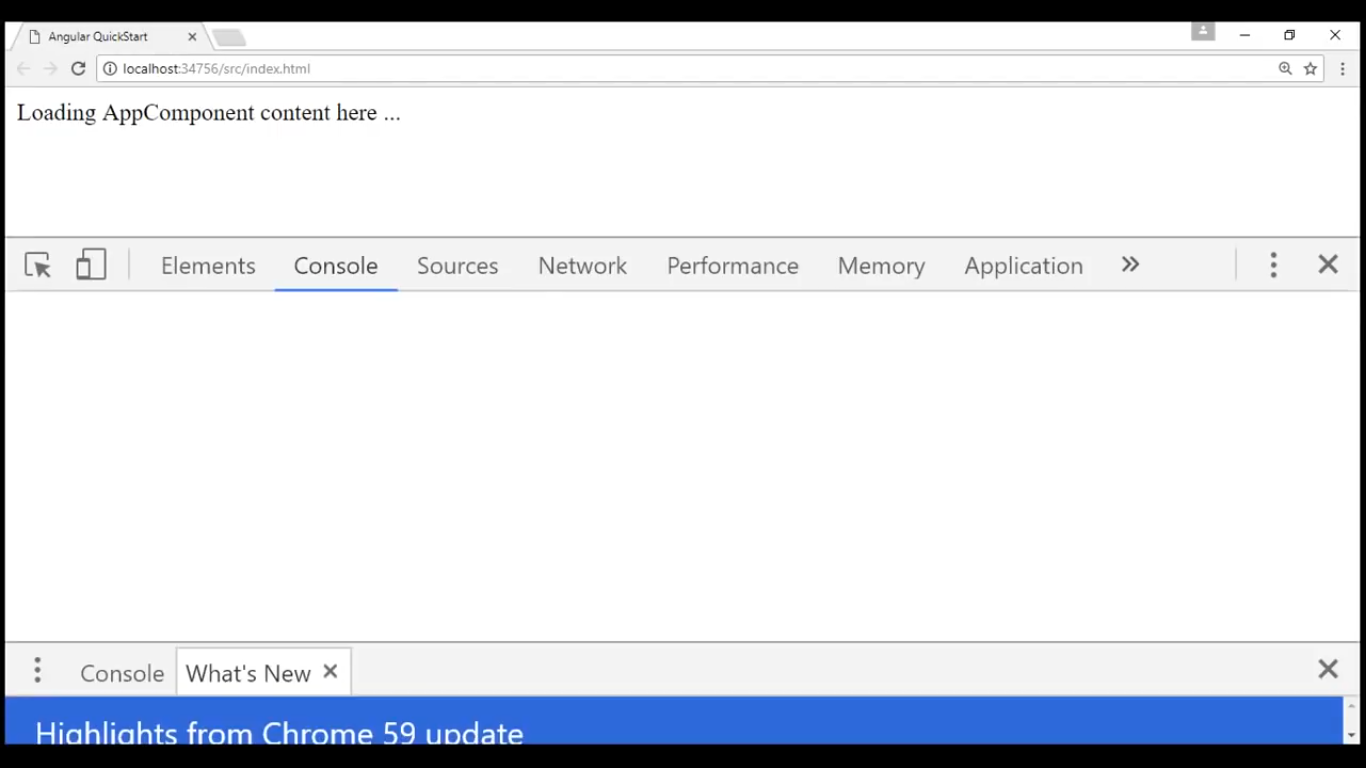 Angular QuickStart
localhost:34756/src/index.html
Loading AppComponent content here ...
Elements Console Sources Network Performance Memory Application
Console What's New
Highlights from Chrome 59 update